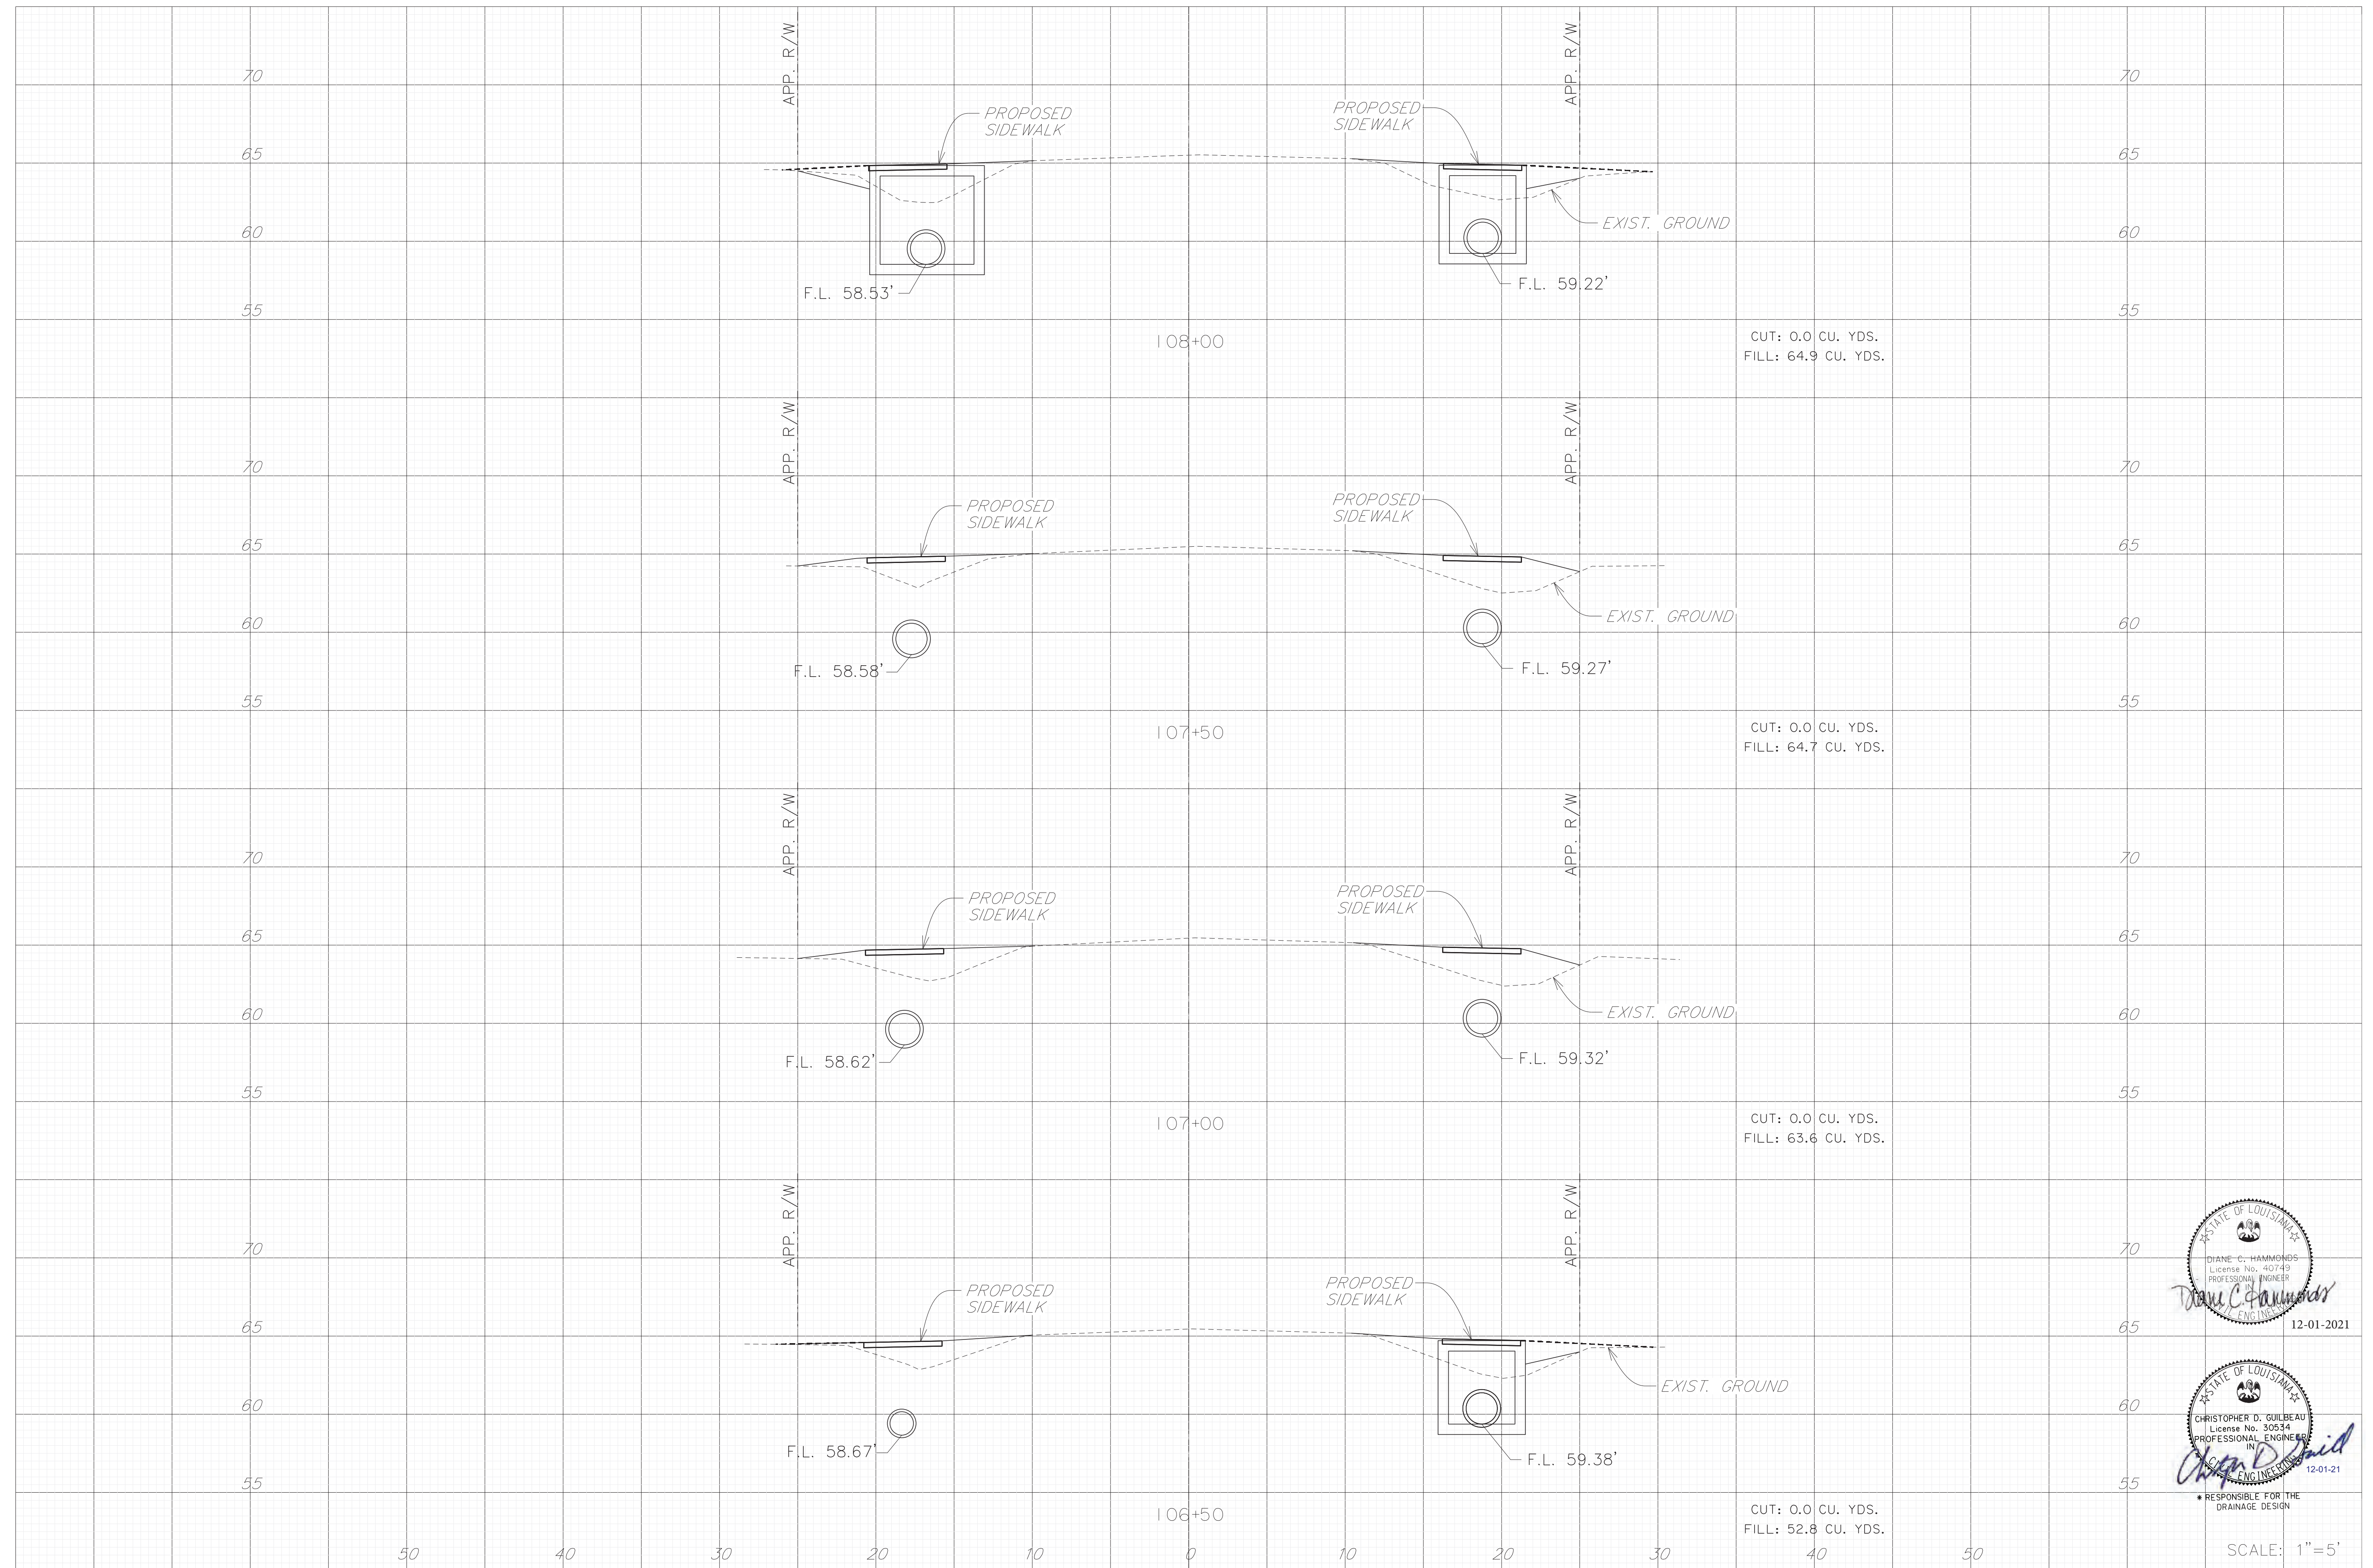 APP. R/W
APP. R/W
70
70
PROPOSED
SIDEWALK
PROPOSED
SIDEWALK
65
65
EXIST. GROUND
60
60
F.L. 58.53'
F.L. 59.22'
55
55
108+00
CUT: 0.0 CU. YDS.
FILL: 64.9 CU. YDS.
APP. R/W
APP. R/W
70
70
PROPOSED
SIDEWALK
PROPOSED
SIDEWALK
65
65
EXIST. GROUND
60
60
F.L. 58.58'
F.L. 59.27'
55
55
107+50
CUT: 0.0 CU. YDS.
FILL: 64.7 CU. YDS.
APP. R/W
APP. R/W
70
70
PROPOSED
SIDEWALK
PROPOSED
SIDEWALK
65
65
EXIST. GROUND
60
60
F.L. 58.62'
F.L. 59.32'
55
55
107+00
CUT: 0.0 CU. YDS.
FILL: 63.6 CU. YDS.
APP. R/W
APP. R/W
70
70
PROPOSED
SIDEWALK
PROPOSED
SIDEWALK
65
65
EXIST. GROUND
60
60
F.L. 58.67'
F.L. 59.38'
55
55
106+50
CUT: 0.0 CU. YDS.
FILL: 52.8 CU. YDS.
50 40 30 20 10 0 10 20 30 40 50
STATE OF LOUISIANA
DIANE C. HAMMONDS
License No. 40749
PROFESSIONAL ENGINEER
IN
CIVIL ENGINEERING
Diane C. Hammonds
12-01-2021
STATE OF LOUISIANA
CHRISTOPHER D. GUILBEAU
License No. 30534
PROFESSIONAL ENGINEER
IN
CIVIL ENGINEERING
12-01-21
* RESPONSIBLE FOR THE
DRAINAGE DESIGN
SCALE: 1"=5'